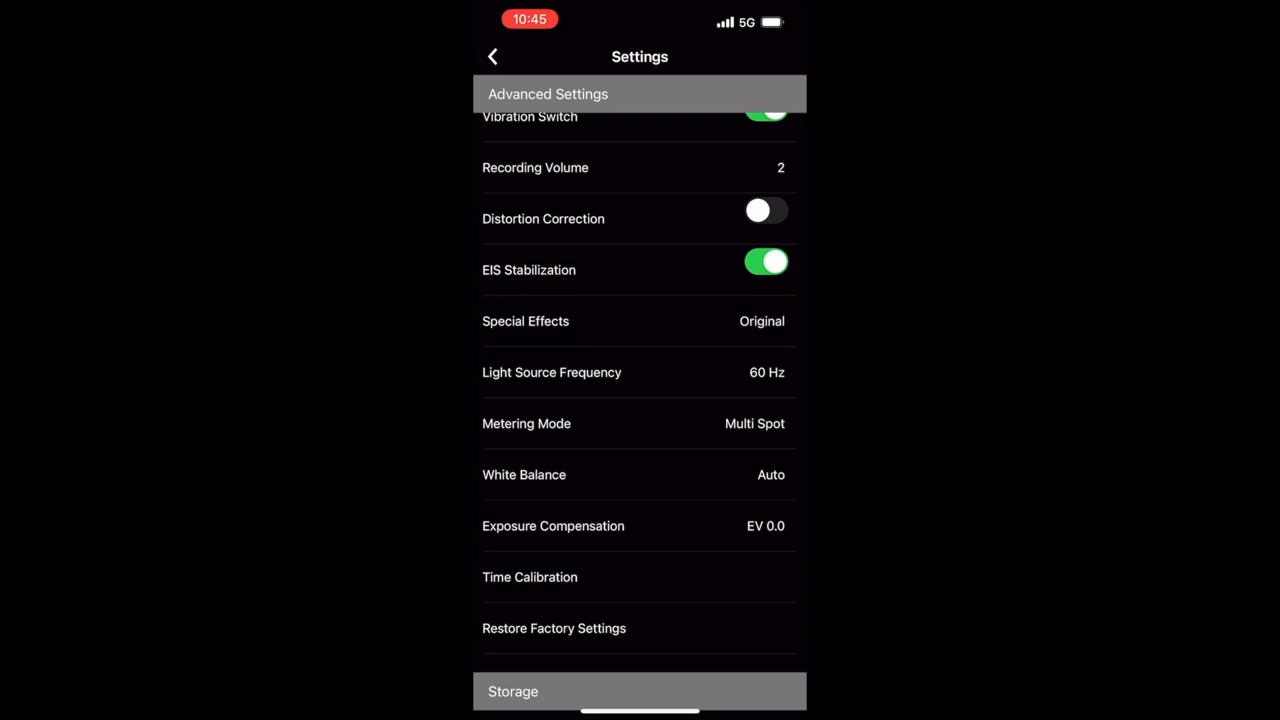 10:45
5G
Settings
Advanced Settings
Vibration Switch
Recording Volume 2
Distortion Correction
EIS Stabilization
Special Effects Original
Light Source Frequency 60 Hz
Metering Mode Multi Spot
White Balance Auto
Exposure Compensation EV 0.0
Time Calibration
Restore Factory Settings
Storage